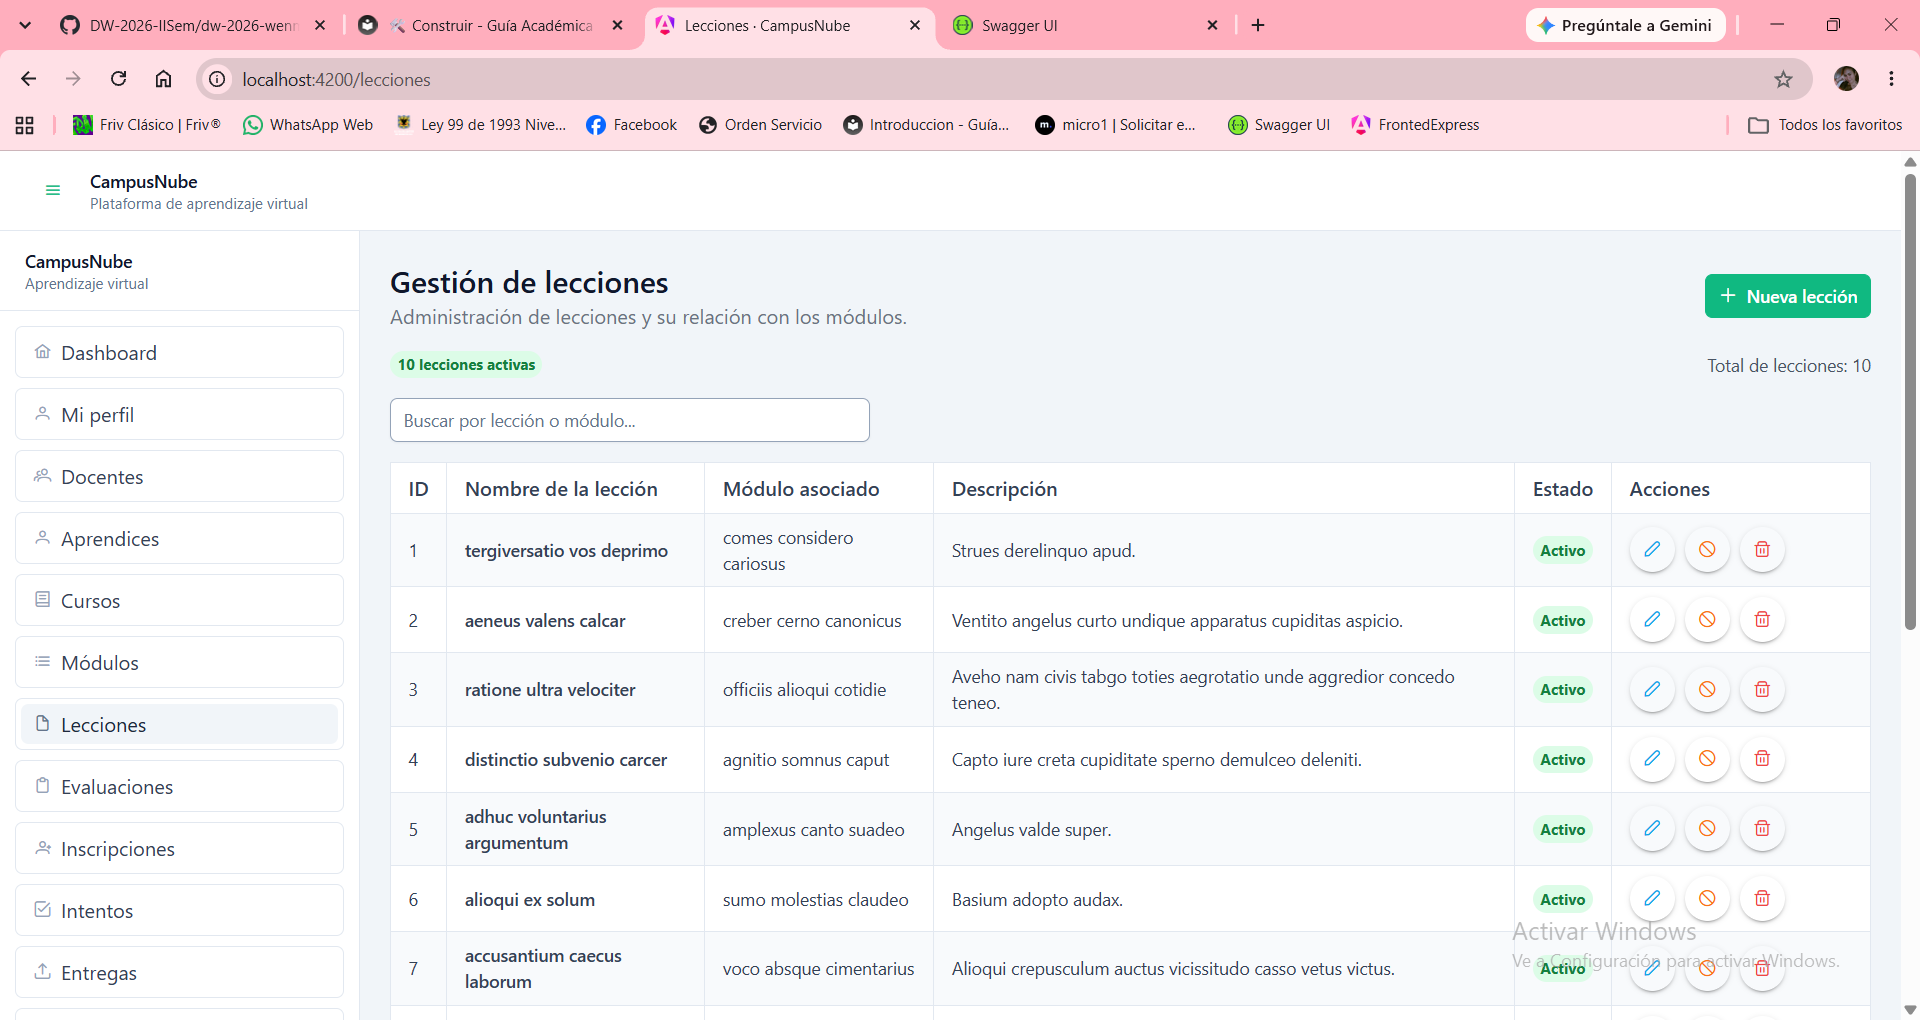 DW-2026-IISem/dw-2026-wenn
Construir - Guía Académica
Lecciones · CampusNube
Swagger UI
Pregúntale a Gemini
localhost:4200/lecciones
Friv Clásico | Friv®
WhatsApp Web
Ley 99 de 1993 Nive...
Facebook
Orden Servicio
Introduccion - Guía...
m.
micro1 | Solicitar e...
Swagger UI
FrontedExpress
Todos los favoritos
CampusNube
Plataforma de aprendizaje virtual
CampusNube
Aprendizaje virtual
Dashboard
Mi perfil
Docentes
Aprendices
Cursos
Módulos
Lecciones
Evaluaciones
Inscripciones
Intentos
Entregas
Gestión de lecciones
Administración de lecciones y su relación con los módulos.
+ Nueva lección
10 lecciones activas
Total de lecciones: 10
Buscar por lección o módulo...
ID Nombre de la lección Módulo asociado Descripción Estado Acciones
1 tergiversatio vos deprimo comes considero cariosus Strues derelinquo apud. Activo
2 aeneus valens calcar creber cerno canonicus Ventito angelus curto undique apparatus cupiditas aspicio. Activo
3 ratione ultra velociter officiis alioqui cotidie Aveho nam civis tabgo toties aegrotatio unde aggredior concedo teneo. Activo
4 distinctio subvenio carcer agnitio somnus caput Capto iure creta cupiditate sperno demulceo deleniti. Activo
5 adhuc voluntarius argumentum amplexus canto suadeo Angelus valde super. Activo
6 alioqui ex solum sumo molestias claudeo Basium adopto audax. Activo
7 accusantium caecus laborum voco absque cimentarius Alioqui crepusculum auctus vicissitudo casso vetus victus. Activo
Activar Windows
Ve a Configuración para activar Windows.